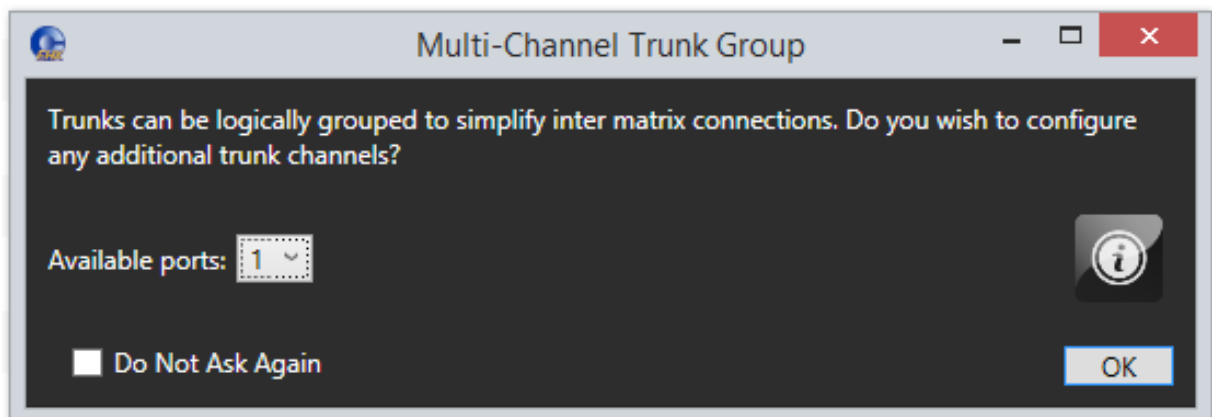 Multi-Channel Trunk Group
Trunks can be logically grouped to simplify inter matrix connections. Do you wish to configure
any additional trunk channels?
Available ports: 1
Do Not Ask Again
OK